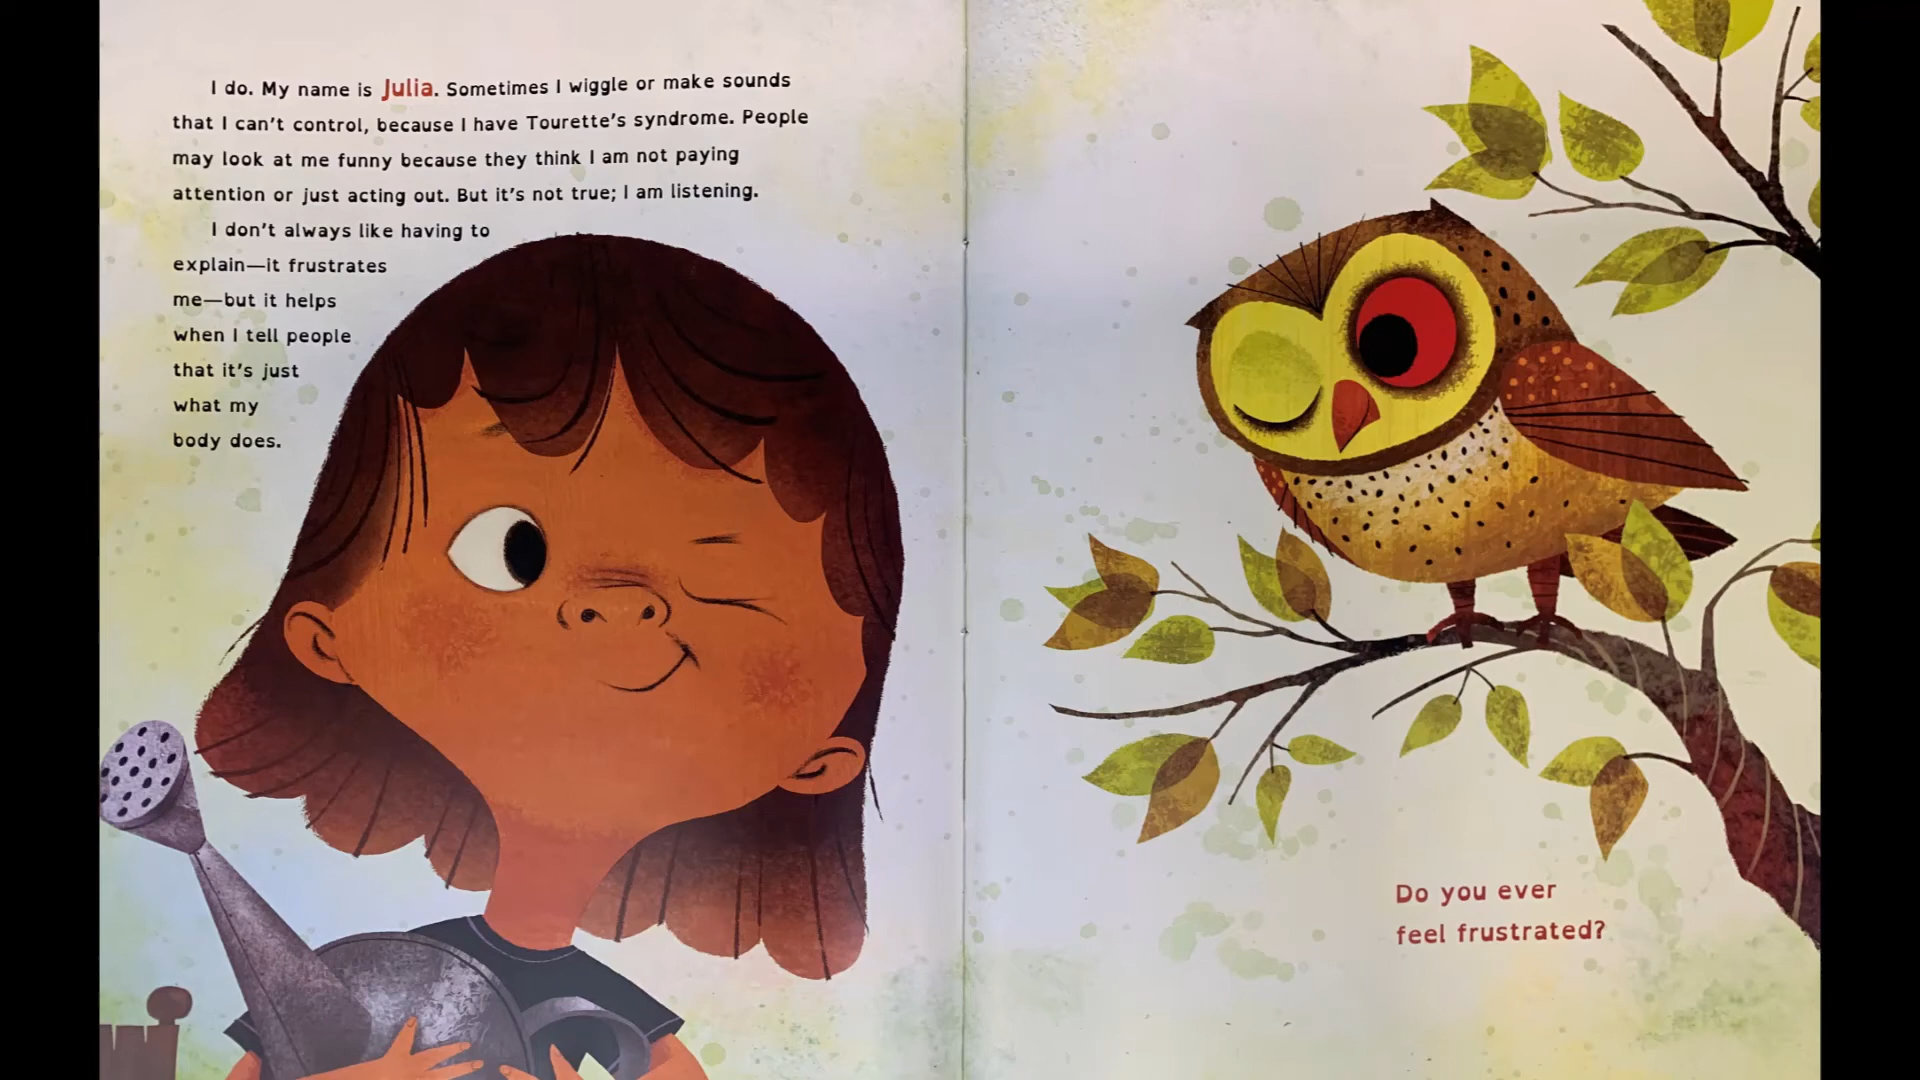 I do. My name is Julia. Sometimes I wiggle or make sounds
that I can't control, because I have Tourette's syndrome. People
may look at me funny because they think I am not paying
attention or just acting out. But it's not true; I am listening.
I don't always like having to
explain—it frustrates
me—but it helps
when I tell people
that it's just
what my
body does.
Do you ever
feel frustrated?